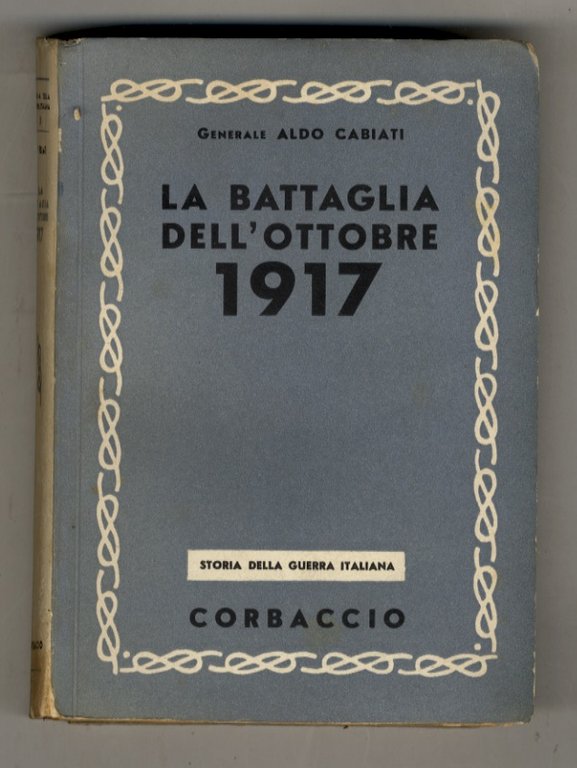 Generale ALDO CABIATI
LA BATTAGLIA
DELL'OTTOBRE
1917
STORIA DELLA GUERRA ITALIANA
CORBACCIO